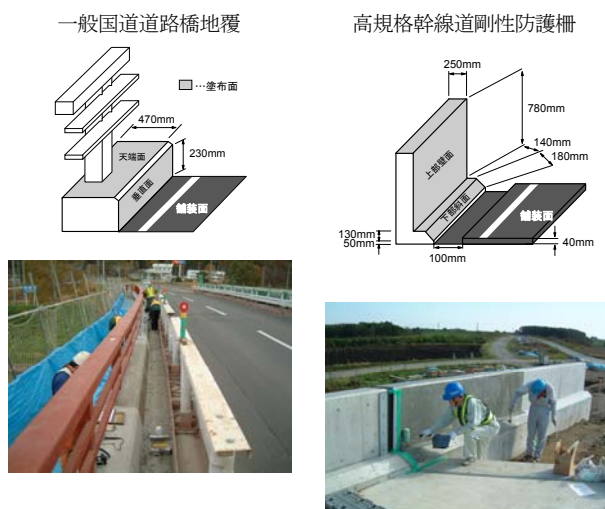 一般国道道路橋地覆
…塗布面
470mm
天端面
230mm
垂直面
舗装面
高規格幹線道剛性防護柵
250mm
780mm
140mm
180mm
上部壁面
下部斜面
舗装面
130mm
50mm
100mm
40mm